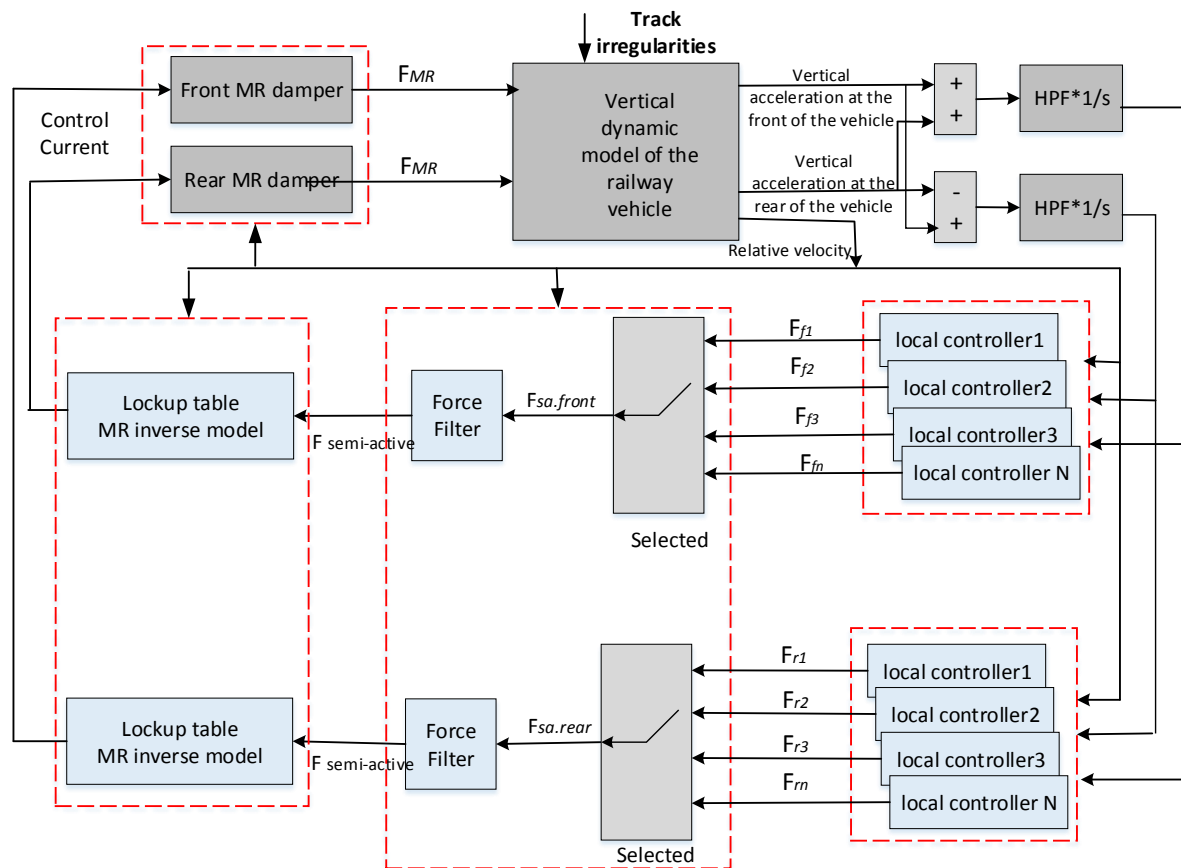 Track
irregularities
Front MR damper
FMR
Control
Current
Rear MR damper
FMR
Vertical
dynamic
model of the
railway
vehicle
Vertical
acceleration at the
front of the vehicle
Vertical
acceleration at the
rear of the vehicle
Relative velocity
+
+
HPF*1/s
-
+
HPF*1/s
Lockup table
MR inverse model
F semi-active
Force
Filter
Fsa.front
Selected
Ff1
Ff2
Ff3
Ffn
local controller1
local controller2
local controller3
local controller N
Lockup table
MR inverse model
F semi-active
Force
Filter
Fsa.rear
Selected
Fr1
Fr2
Fr3
Frn
local controller1
local controller2
local controller3
local controller N